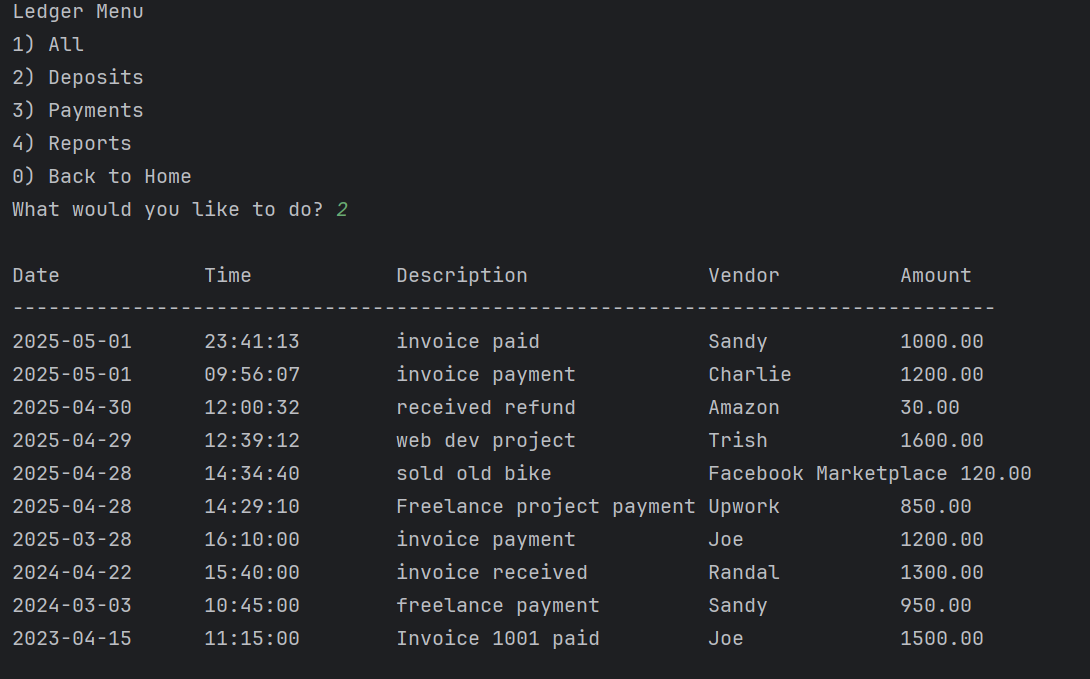 Ledger Menu
1) All
2) Deposits
3) Payments
4) Reports
0) Back to Home
What would you like to do? 2
Date            Time            Description               Vendor          Amount
----------------------------------------------------------------------------------
2025-05-01      23:41:13        invoice paid              Sandy           1000.00
2025-05-01      09:56:07        invoice payment           Charlie         1200.00
2025-04-30      12:00:32        received refund           Amazon          30.00
2025-04-29      12:39:12        web dev project           Trish           1600.00
2025-04-28      14:34:40        sold old bike             Facebook Marketplace 120.00
2025-04-28      14:29:10        Freelance project payment Upwork          850.00
2025-03-28      16:10:00        invoice payment           Joe             1200.00
2024-04-22      15:40:00        invoice received          Randal          1300.00
2024-03-03      10:45:00        freelance payment         Sandy           950.00
2023-04-15      11:15:00        Invoice 1001 paid         Joe             1500.00